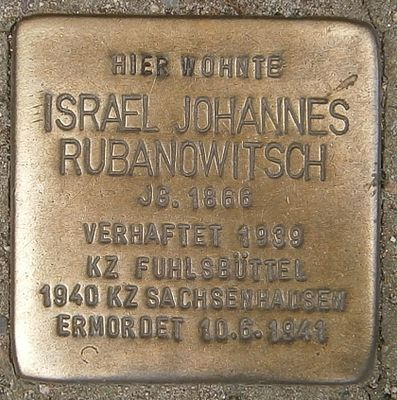 HIER WOHNTE
ISRAEL JOHANNES
RUBANOWITSCH
JG. 1866
VERHAFTET 1939
KZ FUHLSBÜTTEL
1940 KZ SACHSENHAUSEN
ERMORDET 10.6.1941